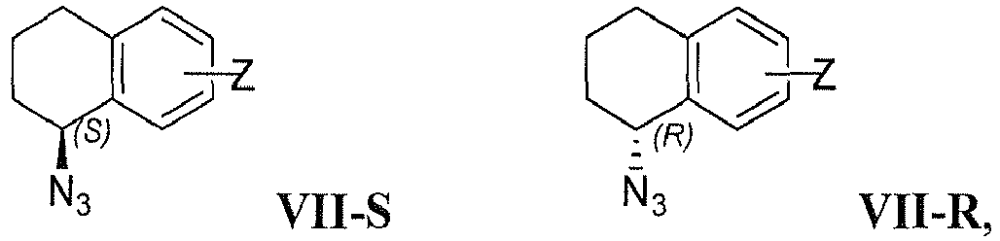 Z
Z
(S)
(R)
N3
N3
VII-S
VII-R,